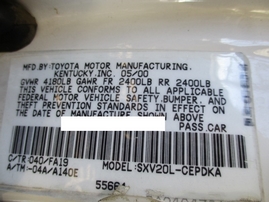 MFD.BY:TOYOTA MOTOR MANUFACTURING,
KENTUCKY,INC. 05/00
GVWR 4180LB GAWR FR 2400LB RR 2400LB
THIS VEHICLE CONFORMS TO ALL APPLICABLE
FEDERAL MOTOR VEHICLE SAFETY,BUMPER, AND
THEFT PREVENTION STANDARDS IN EFFECT ON
THE DATE OF MANUFACTURE SHOWN ABOVE.
PASS.CAR
C/TR:040/FA19 MODEL:SXV20L-CEPDKA
A/TM:-04A/A140E
55664